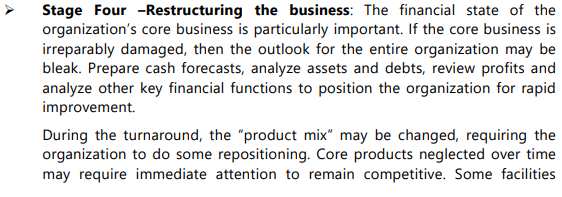 ➢ Stage Four –Restructuring the business: The financial state of the
organization's core business is particularly important. If the core business is
irreparably damaged, then the outlook for the entire organization may be
bleak. Prepare cash forecasts, analyze assets and debts, review profits and
analyze other key financial functions to position the organization for rapid
improvement.
During the turnaround, the “product mix” may be changed, requiring the
organization to do some repositioning. Core products neglected over time
may require immediate attention to remain competitive. Some facilities